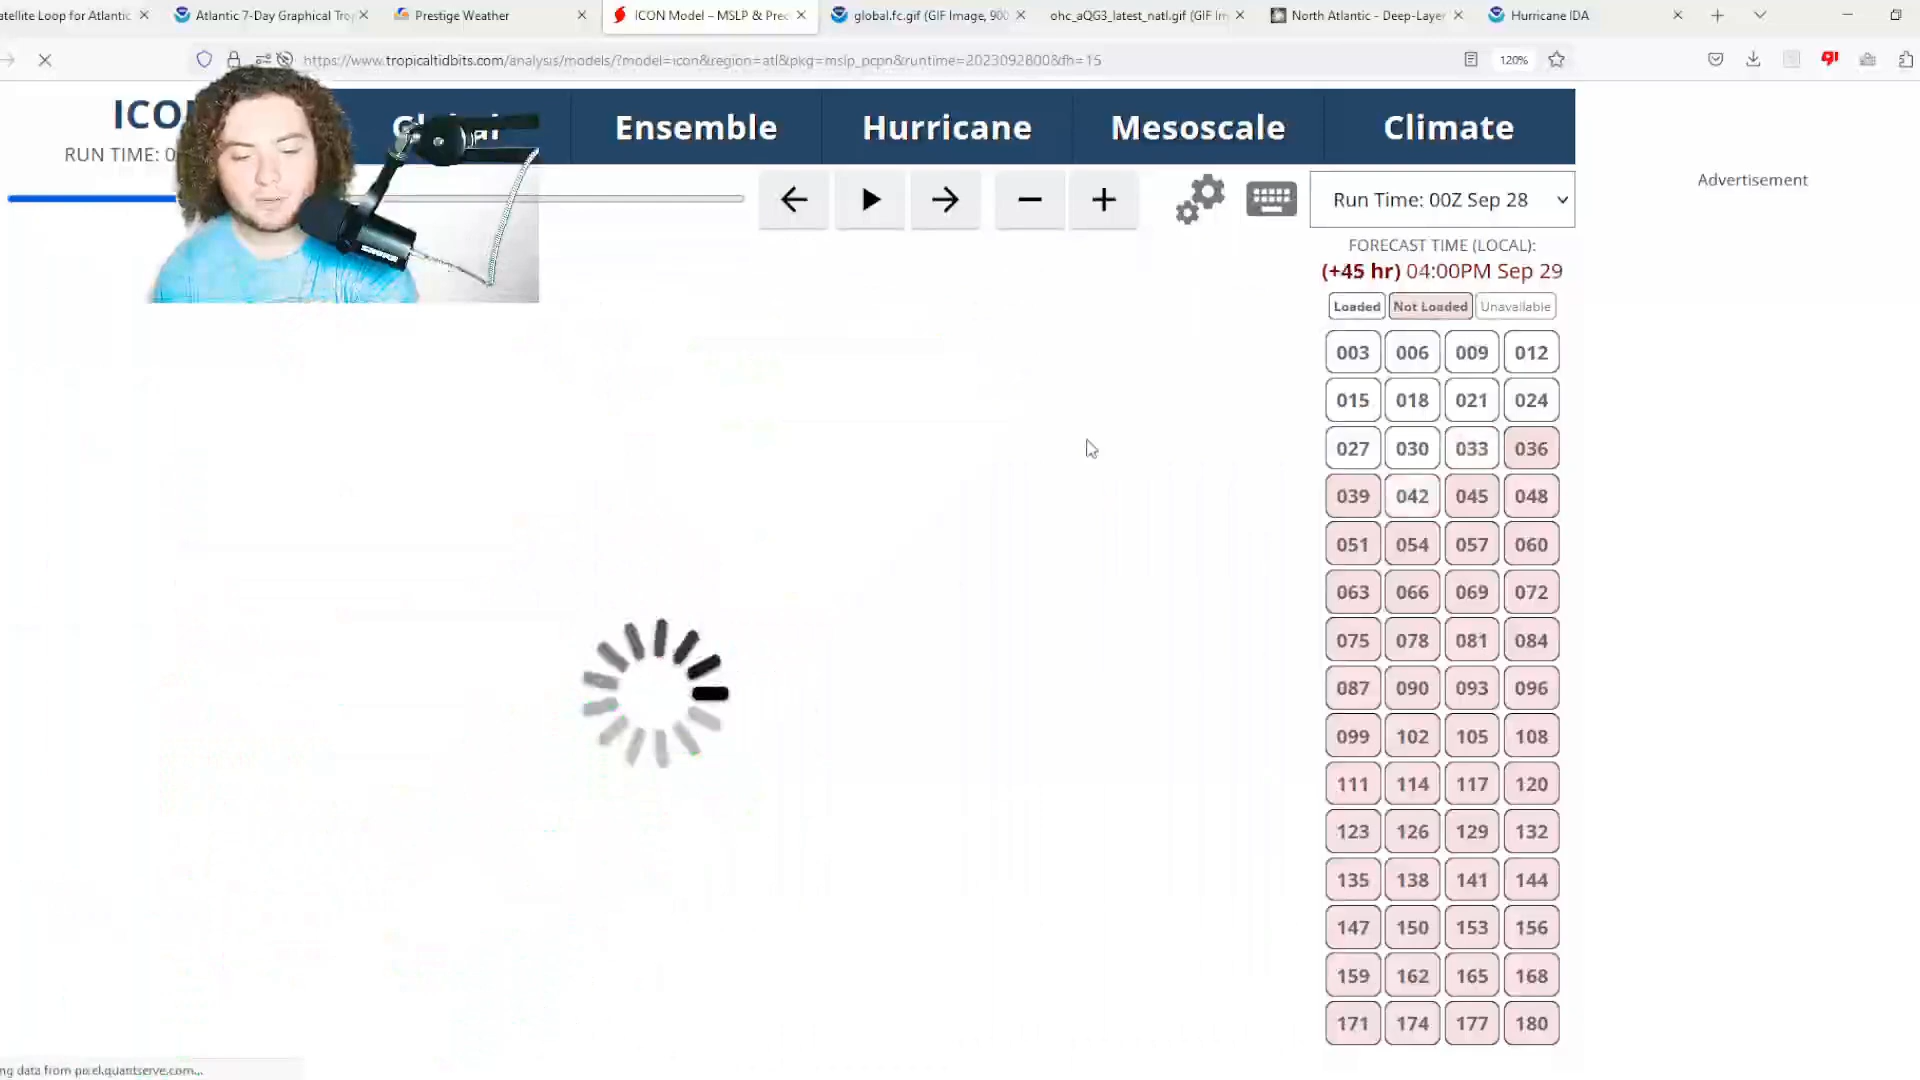 atellite Loop for Atlantic
Atlantic 7-Day Graphical Tro
Prestige Weather
ICON Model – MSLP & Prec
global.fc.gif (GIF Image, 900
ohc_aQG3_latest_natl.gif (GIF Im
North Atlantic - Deep-Layer
Hurricane IDA
https://www.tropicaltidbits.com/analysis/models/?model=icon&region=atl&pkg=mslp_pcpn&runtime=2023092800&fh=15
120%
ICO
Global
Ensemble
Hurricane
Mesoscale
Climate
RUN TIME: 0
Advertisement
Run Time: 00Z Sep 28
FORECAST TIME (LOCAL):
(+45 hr) 04:00PM Sep 29
Loaded
Not Loaded
Unavailable
003 006 009 012
015 018 021 024
027 030 033 036
039 042 045 048
051 054 057 060
063 066 069 072
075 078 081 084
087 090 093 096
099 102 105 108
111 114 117 120
123 126 129 132
135 138 141 144
147 150 153 156
159 162 165 168
171 174 177 180
ng data from pixel.quantserve.com...